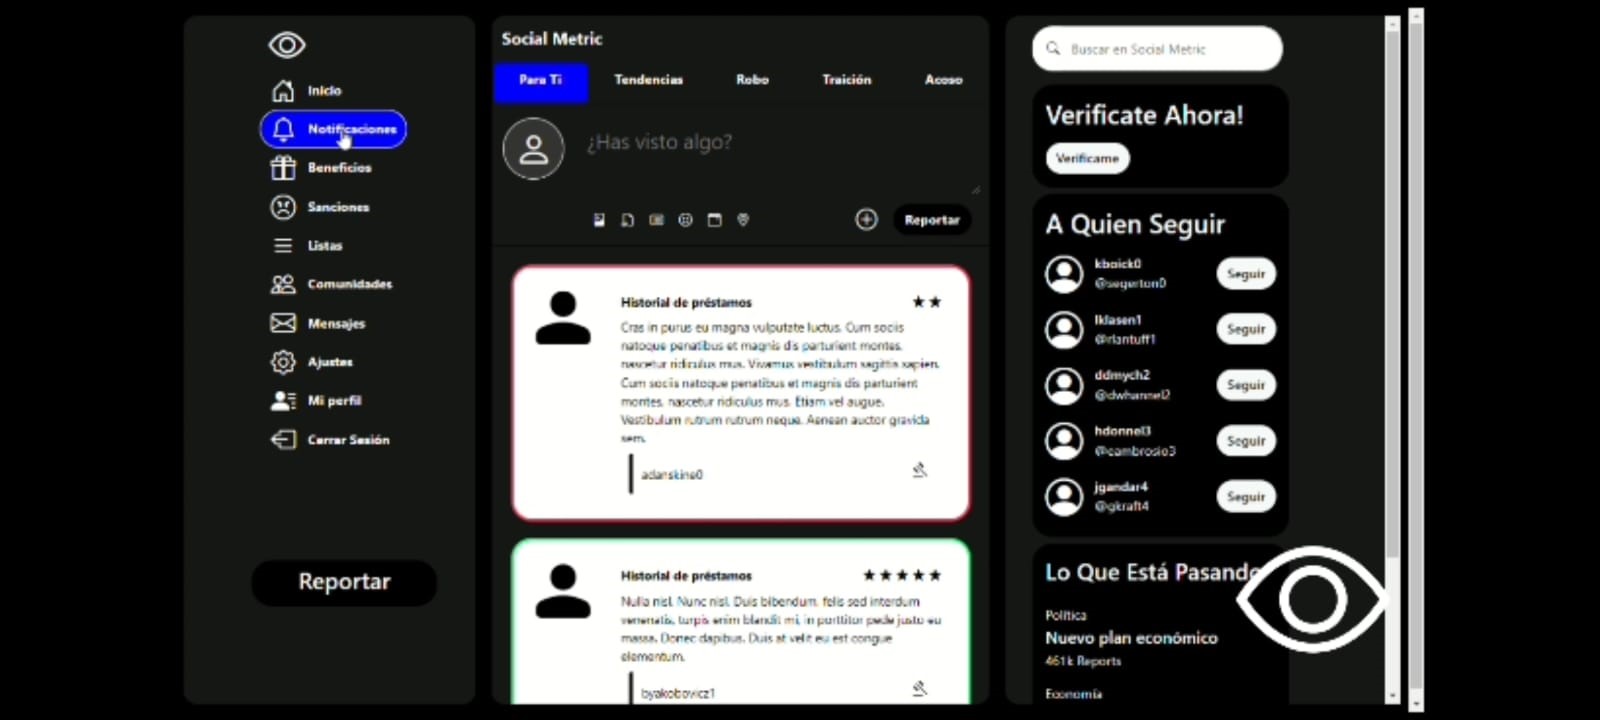 Inicio
Notificaciones
Beneficios
Sanciones
Listas
Comunidades
Mensajes
Ajustes
Mi perfil
Cerrar Sesión
Reportar
Social Metric
Para Ti
Tendencias
Robo
Traición
Acoso
¿Has visto algo?
Reportar
Historial de préstamos
Cras in purus eu magna vulputate luctus. Cum sociis
natoque penatibus et magnis dis parturient montes,
nascetur ridiculus mus. Vivamus vestibulum sagittis sapien.
Cum sociis natoque penatibus et magnis dis parturient
montes, nascetur ridiculus mus. Etiam vel augue.
Vestibulum rutrum rutrum neque. Aenean auctor gravida
sem.
adanskine0
Historial de préstamos
Nulla nisl. Nunc nisl. Duis bibendum, felis sed interdum
venenatis, turpis enim blandit mi, in porttitor pede justo eu
massa. Donec dapibus. Duis at velit eu est congue
elementum.
byakobovicz1
Buscar en Social Metric
Verificate Ahora!
Verificame
A Quien Seguir
kboick0
@segerton0
Seguir
lklasen1
@rlantuff1
Seguir
ddmych2
@dwhannel2
Seguir
hdonnel3
@eambrosio3
Seguir
jgandar4
@gkraft4
Seguir
Lo Que Está Pasando
Política
Nuevo plan económico
461k Reports
Economía